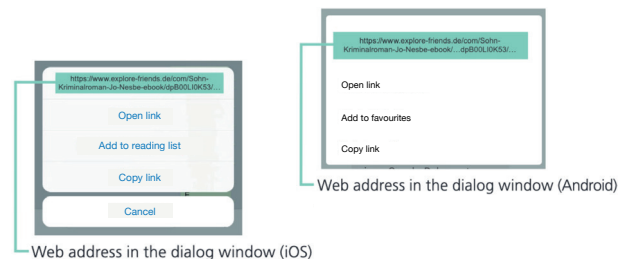 https://www.explore-friends.de/com/Sohn-
Kriminalroman-Jo-Nesbe-ebook/dpB00LI0K53/...
Open link
Add to reading list
Copy link
Cancel
Web address in the dialog window (iOS)
https://www.explore-friends.de/com/Sohn-
Kriminalroman-Jo-Nesbe-ebook/...dpB00LI0K53/...
Open link
Add to favourites
Copy link
Web address in the dialog window (Android)